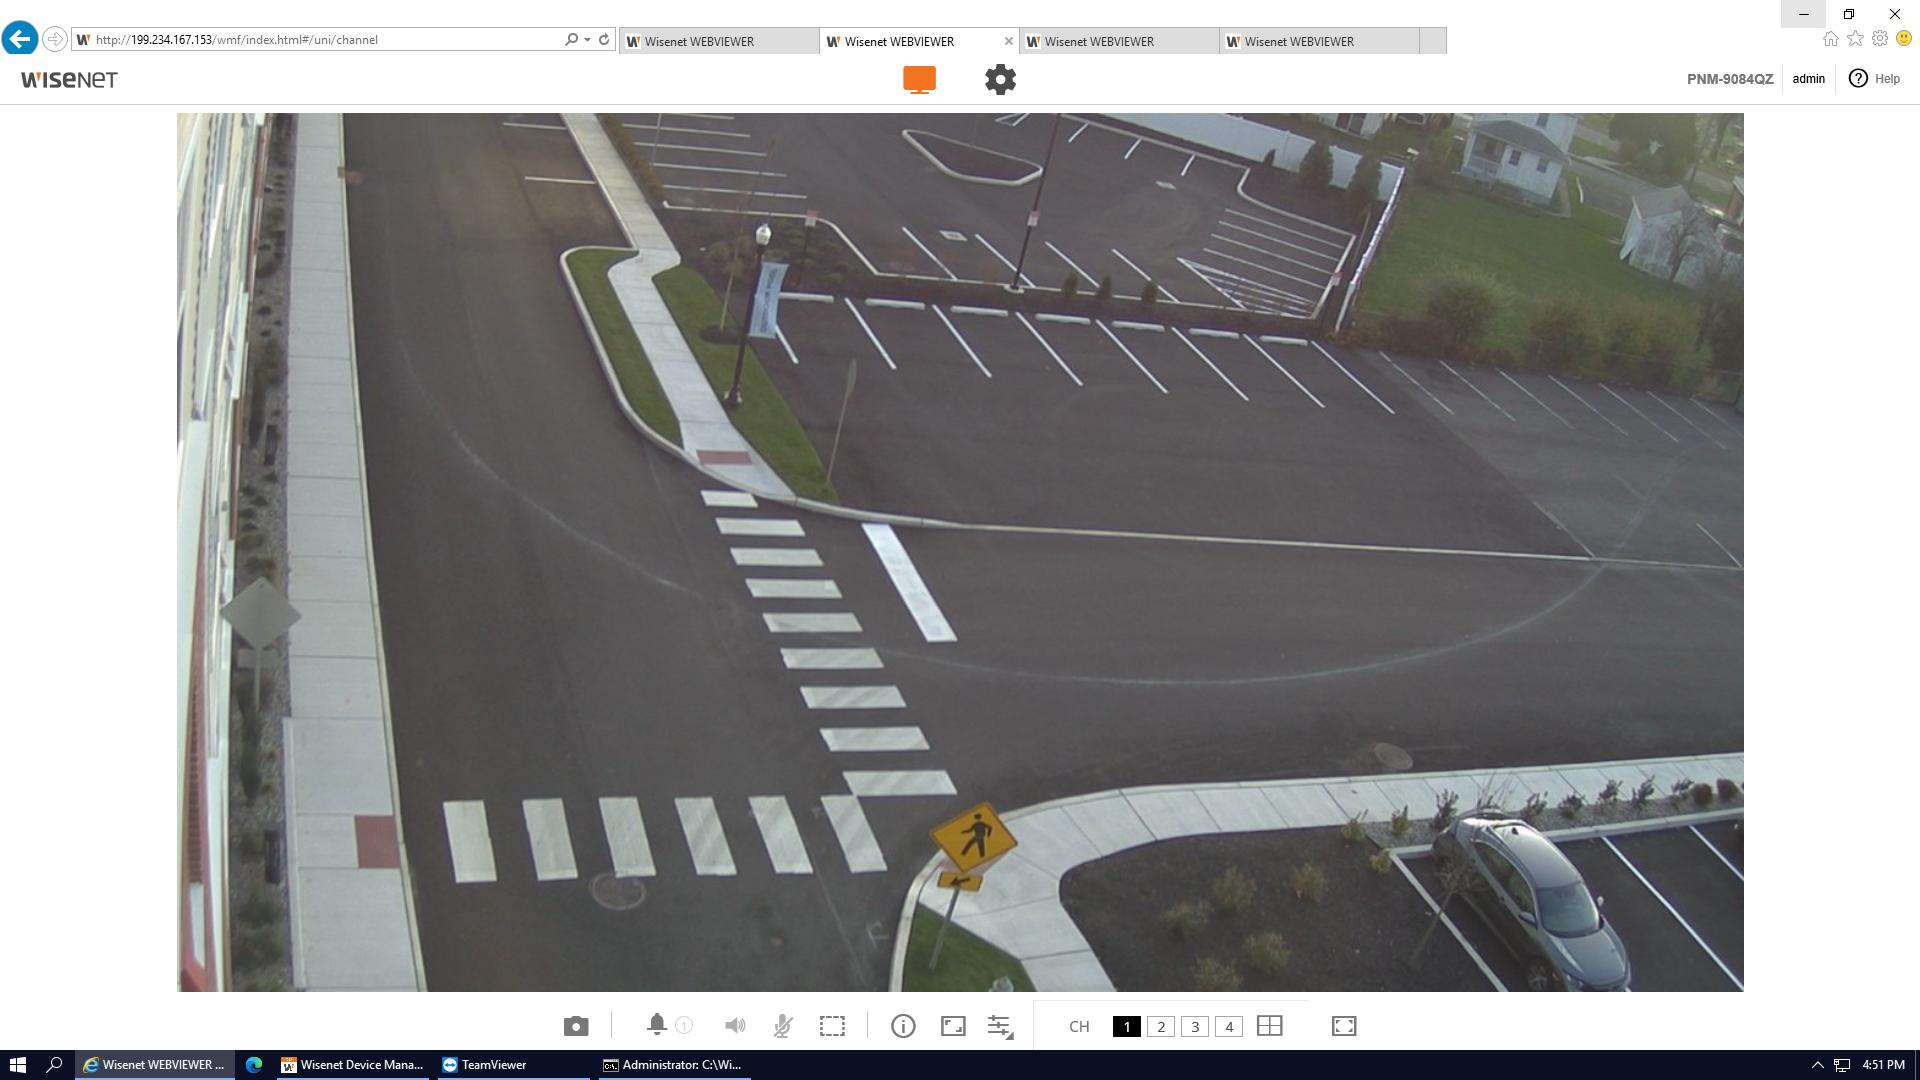 http://199.234.167.153/wmf/index.html#/uni/channel
Wisenet WEBVIEWER
Wisenet WEBVIEWER
Wisenet WEBVIEWER
Wisenet WEBVIEWER
WISENET
PNM-9084QZ
admin
? Help
1
CH
1
2
3
4
Wisenet WEBVIEWER ...
Wisenet Device Mana...
TeamViewer
Administrator: C:\Wi...
4:51 PM